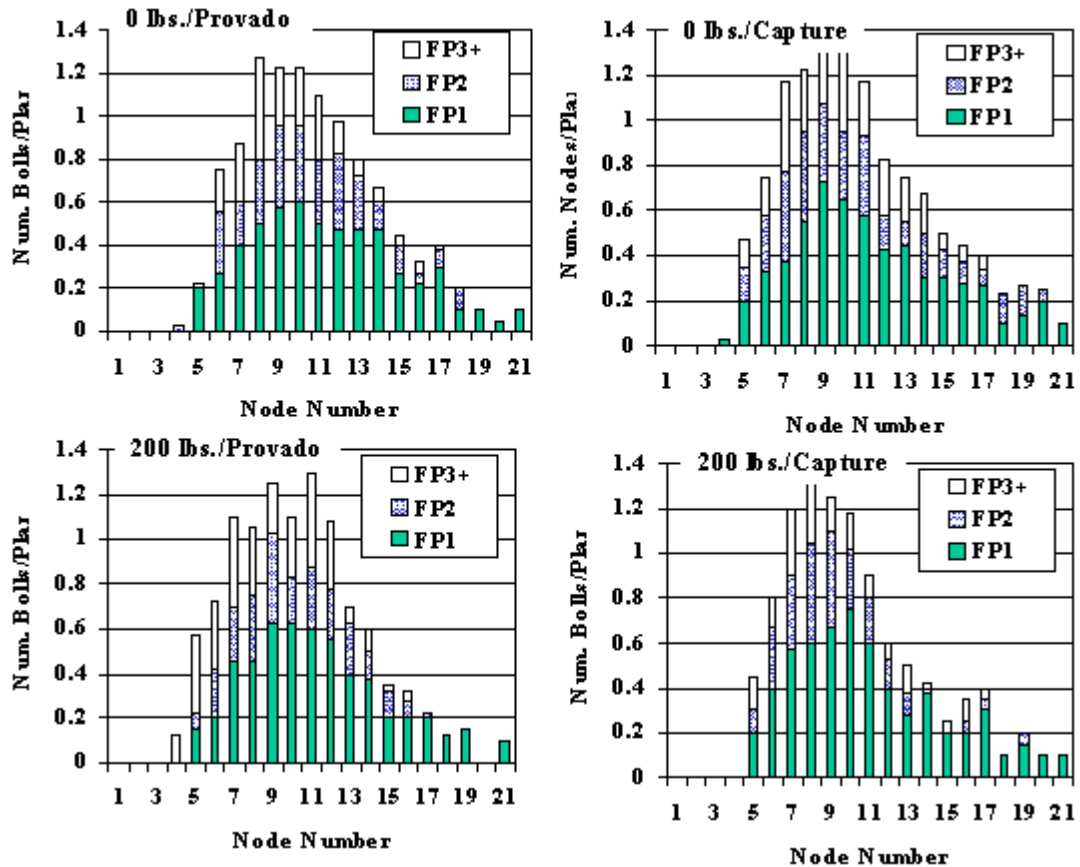 0 lbs./Provado
Num. Bolls/Plar
1.4
1.2
1
0.8
0.6
0.4
0.2
0
FP3+
FP2
FP1
1 3 5 7 9 11 13 15 17 19 21
Node Number
0 lbs./Capture
Num. Nodes/Plar
1.4
1.2
1
0.8
0.6
0.4
0.2
0
FP3+
FP2
FP1
1 3 5 7 9 11 13 15 17 19 21
Node Number
200 lbs./Provado
Num. Bolls/Plar
1.4
1.2
1
0.8
0.6
0.4
0.2
0
FP3+
FP2
FP1
1 3 5 7 9 11 13 15 17 19 21
Node Number
200 lbs./Capture
Num. Bolls/Plar
1.4
1.2
1
0.8
0.6
0.4
0.2
0
FP3+
FP2
FP1
1 3 5 7 9 11 13 15 17 19 21
Node Number